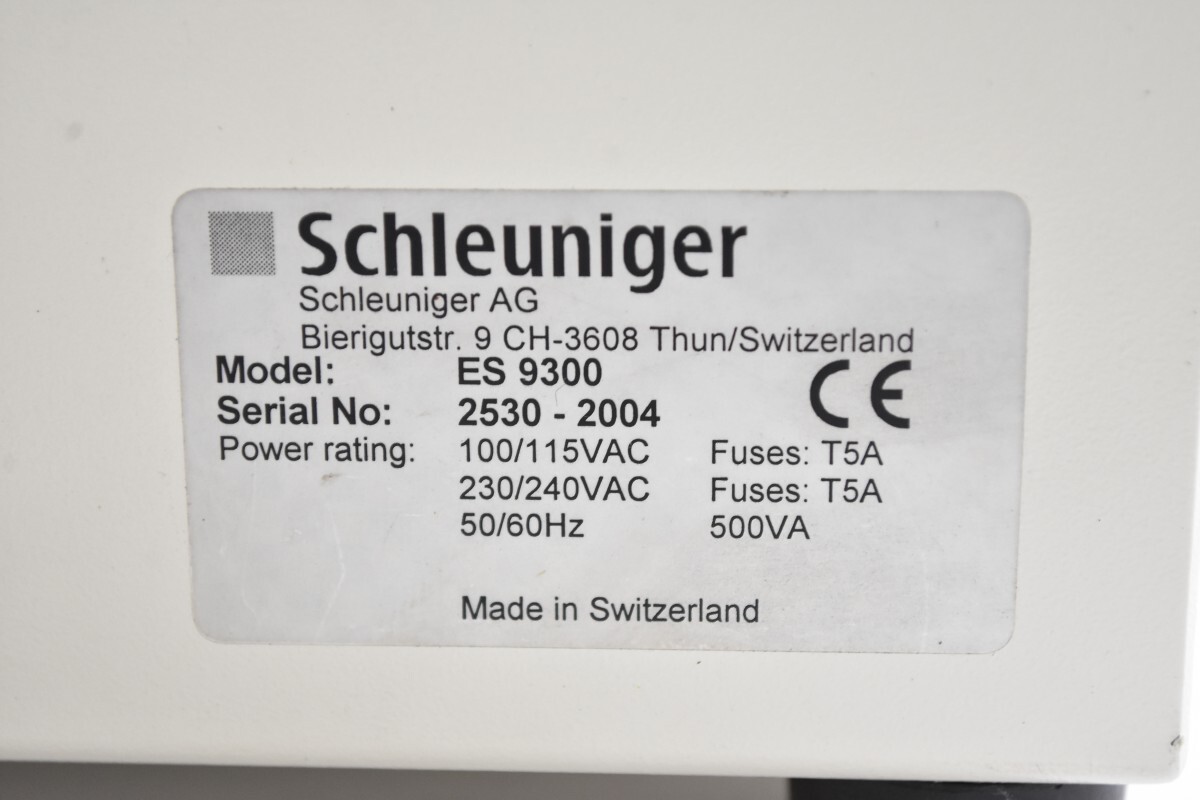 Schleuniger
Schleuniger AG
Bierigutstr. 9 CH-3608 Thun/Switzerland
Model: ES 9300
Serial No: 2530 - 2004
Power rating: 100/115VAC Fuses: T5A
230/240VAC Fuses: T5A
50/60Hz 500VA
CE
Made in Switzerland